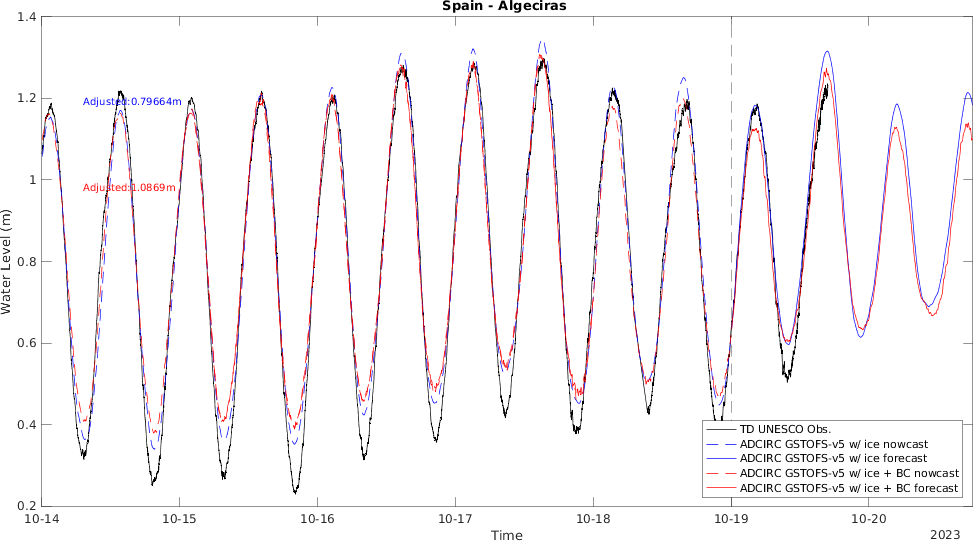 Spain - Algeciras
1.4
1.2
1
0.8
0.6
0.4
0.2
Water Level (m)
Adjusted:0.79664m
Adjusted:1.0869m
TD UNESCO Obs.
ADCIRC GSTOFS-v5 w/ ice nowcast
ADCIRC GSTOFS-v5 w/ ice forecast
ADCIRC GSTOFS-v5 w/ ice + BC nowcast
ADCIRC GSTOFS-v5 w/ ice + BC forecast
10-14 10-15 10-16 10-17 10-18 10-19 10-20
Time
2023